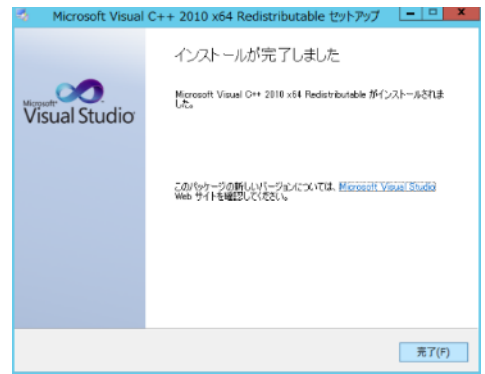 Microsoft Visual C++ 2010 x64 Redistributable セットアップ
インストールが完了しました
Microsoft Visual C++ 2010 x64 Redistributable がインストールされま
した。
Microsoft
Visual Studio
このパッケージの新しいバージョンについては、Microsoft Visual Studio
Web サイトを確認してください。
完了(F)